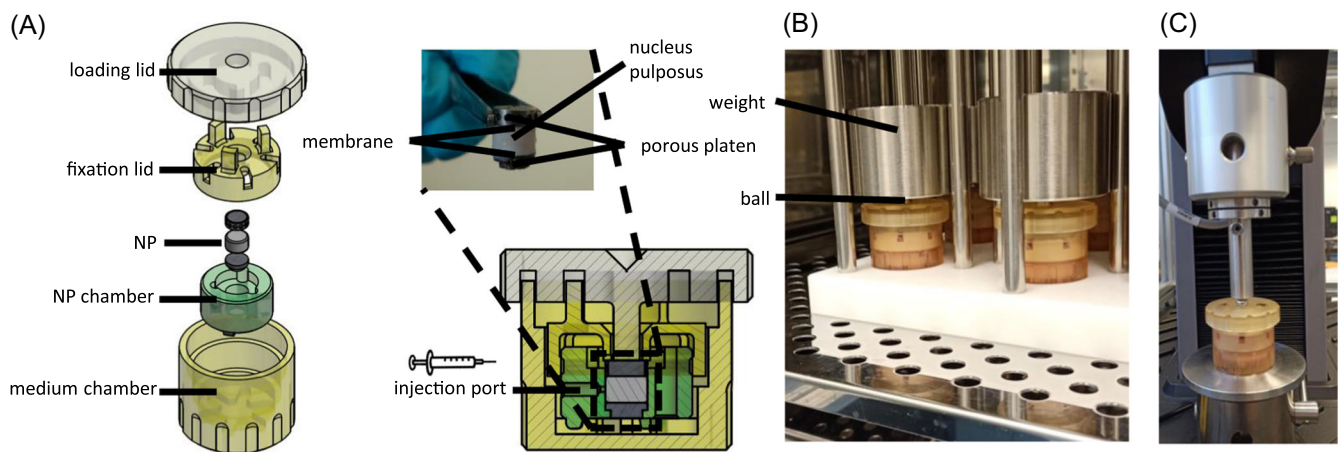 (A)
loading lid
fixation lid
NP
NP chamber
medium chamber
nucleus
pulposus
membrane
porous platen
injection port
(B)
weight
ball
(C)